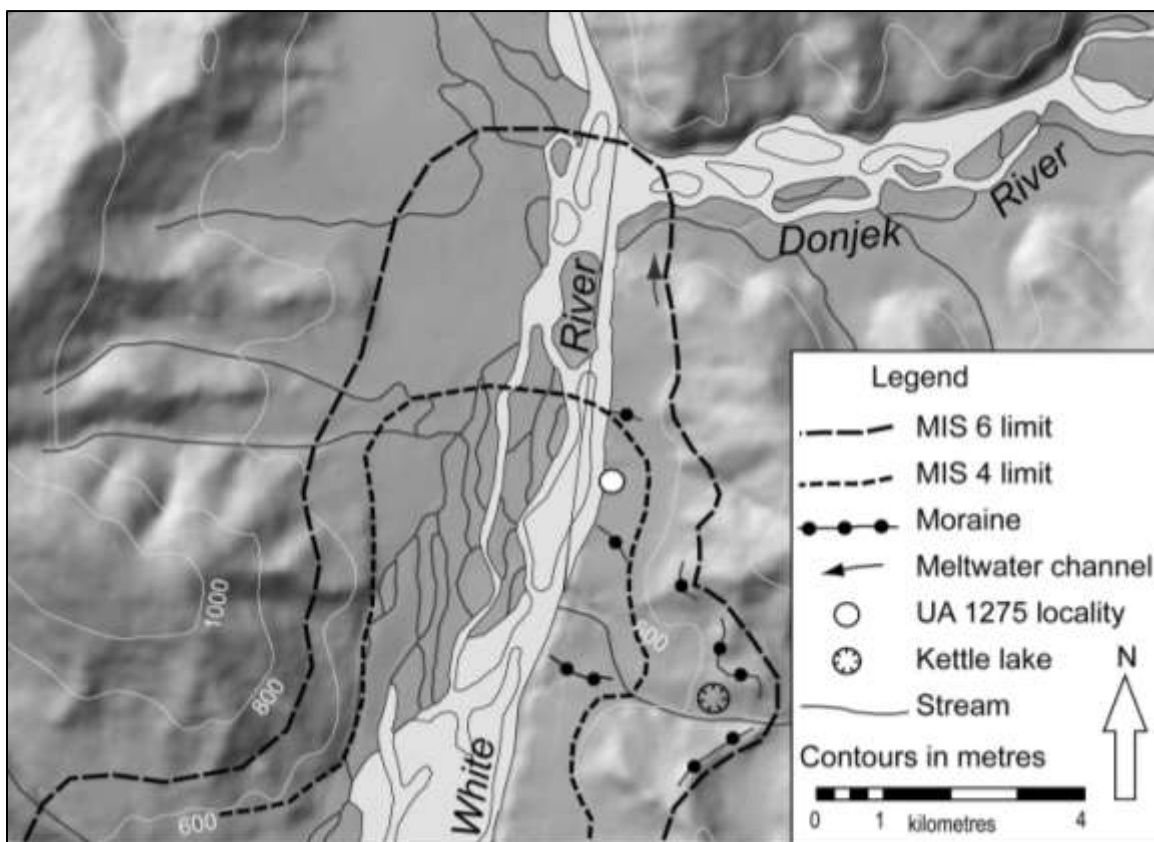 River
Donjek
River
White
1000
800
600
600
Legend
MIS 6 limit
MIS 4 limit
Moraine
Meltwater channel
UA 1275 locality
Kettle lake
Stream
N
Contours in metres
0 1 kilometres 4